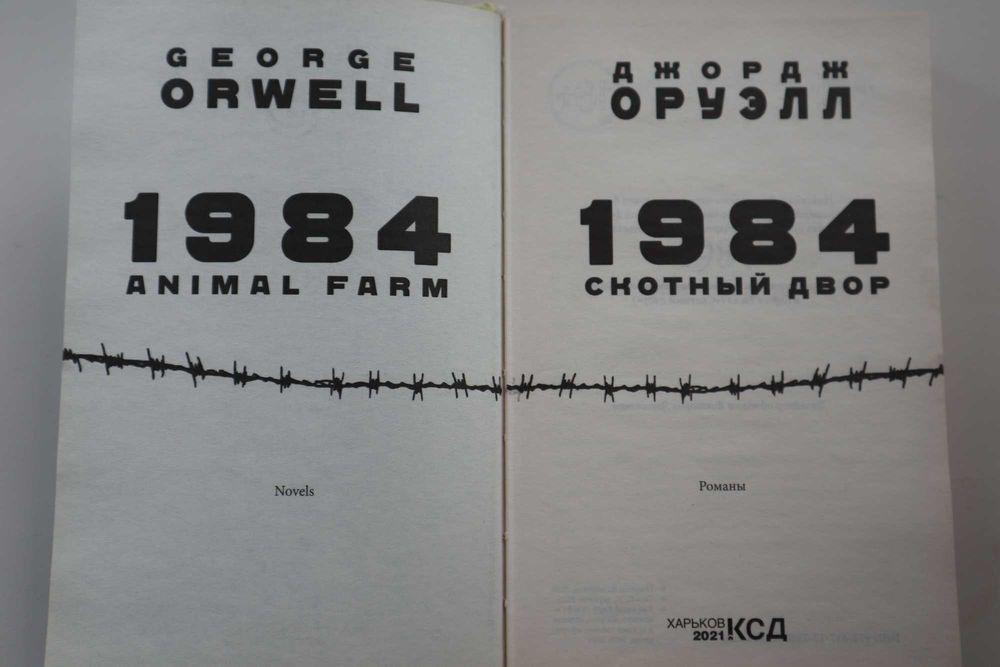 GEORGE
ORWELL
1984
ANIMAL FARM
Novels
ДЖОРДЖ
ОРУЭЛЛ
1984
СКОТНЫЙ ДВОР
Романы
ХАРЬКОВ КСД
2021